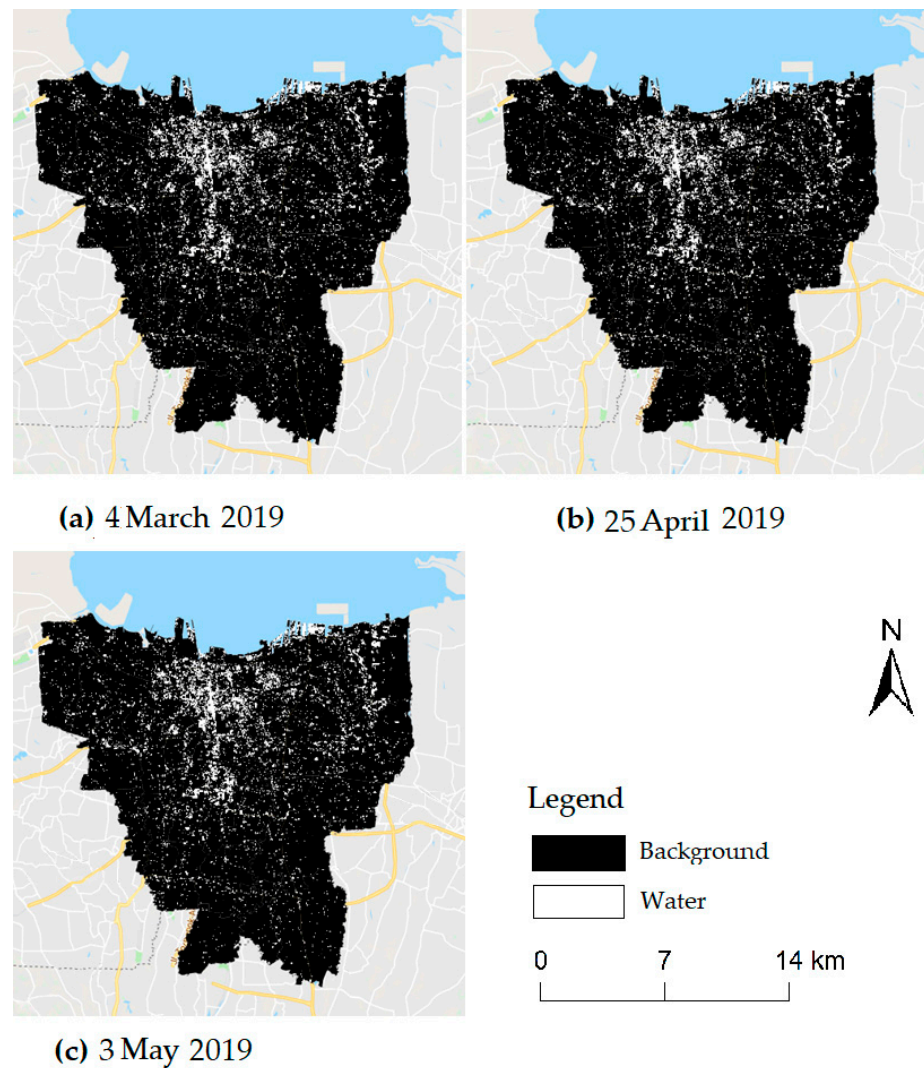 (a) 4 March 2019
(b) 25 April 2019
N
Legend
Background
Water
0 7 14 km
(c) 3 May 2019